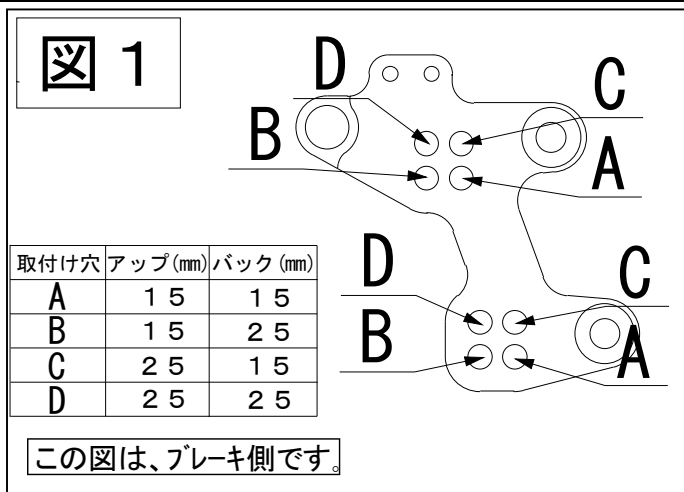 図１
D
C
B
A
取付け穴 アップ(㎜) バック(㎜)
A １５ １５
B １５ ２５
C ２５ １５
D ２５ ２５
D
C
B
A
この図は、ブレーキ側です。